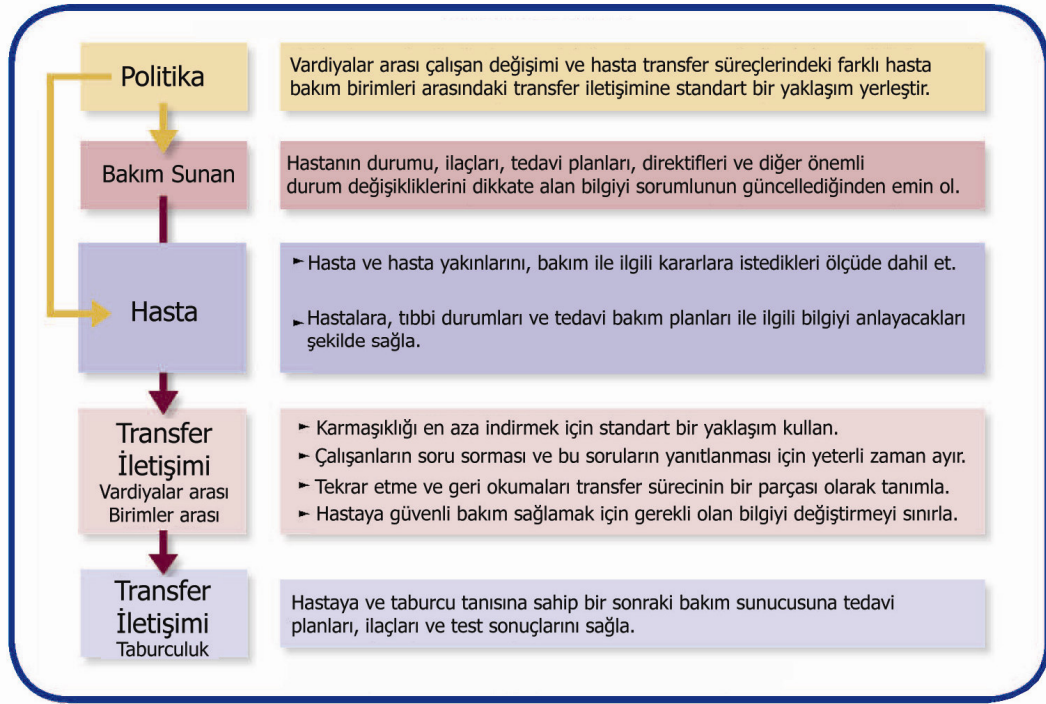 Politika
Vardiyalar arası çalışan değişimi ve hasta transfer süreçlerindeki farklı hasta
bakım birimleri arasındaki transfer iletişimine standart bir yaklaşım yerleştir.
Bakım Sunan
Hastanın durumu, ilaçları, tedavi planları, direktifleri ve diğer önemli
durum değişikliklerini dikkate alan bilgiyi sorumlunun güncellediğinden emin ol.
Hasta
► Hasta ve hasta yakınlarını, bakım ile ilgili kararlara istedikleri ölçüde dahil et.
► Hastalara, tıbbi durumları ve tedavi bakım planları ile ilgili bilgiyi anlayacakları
şekilde sağla.
Transfer
İletişimi
Vardiyalar arası
Birimler arası
► Karmaşıklığı en aza indirmek için standart bir yaklaşım kullan.
► Çalışanların soru sorması ve bu soruların yanıtlanması için yeterli zaman ayır.
► Tekrar etme ve geri okumaları transfer sürecinin bir parçası olarak tanımla.
► Hastaya güvenli bakım sağlamak için gerekli olan bilgiyi değiştirmeyi sınırla.
Transfer
İletişimi
Taburculuk
Hastaya ve taburcu tanısına sahip bir sonraki bakım sunucusuna tedavi
planları, ilaçları ve test sonuçlarını sağla.